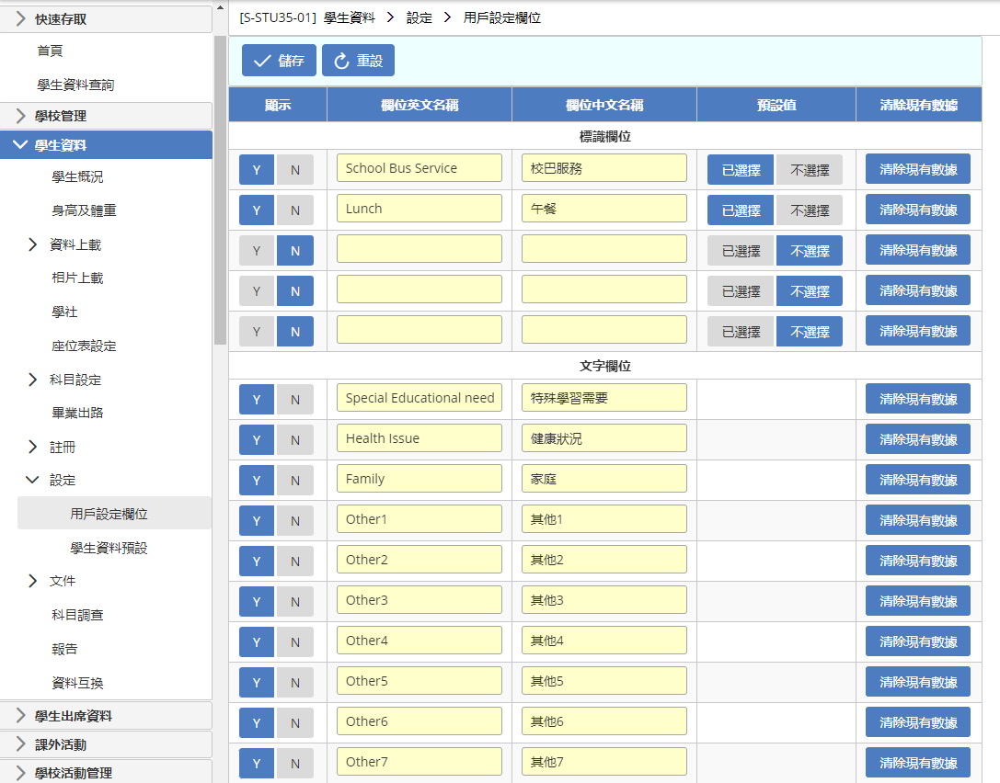 快速存取
首頁
學生資料查詢
學校管理
學生資料
學生概況
身高及體重
資料上載
相片上載
學社
座位表設定
科目設定
畢業出路
註冊
設定
用戶設定欄位
學生資料預設
文件
科目調查
報告
資料互換
學生出席資料
課外活動
學校活動管理
[S-STU35-01] 學生資料 > 設定 > 用戶設定欄位
儲存 重設
顯示 欄位英文名稱 欄位中文名稱 預設值 清除現有數據
標識欄位
Y N School Bus Service 校巴服務 已選擇 不選擇 清除現有數據
Y N Lunch 午餐 已選擇 不選擇 清除現有數據
Y N 已選擇 不選擇 清除現有數據
Y N 已選擇 不選擇 清除現有數據
Y N 已選擇 不選擇 清除現有數據
文字欄位
Y N Special Educational need 特殊學習需要 清除現有數據
Y N Health Issue 健康狀況 清除現有數據
Y N Family 家庭 清除現有數據
Y N Other1 其他1 清除現有數據
Y N Other2 其他2 清除現有數據
Y N Other3 其他3 清除現有數據
Y N Other4 其他4 清除現有數據
Y N Other5 其他5 清除現有數據
Y N Other6 其他6 清除現有數據
Y N Other7 其他7 清除現有數據